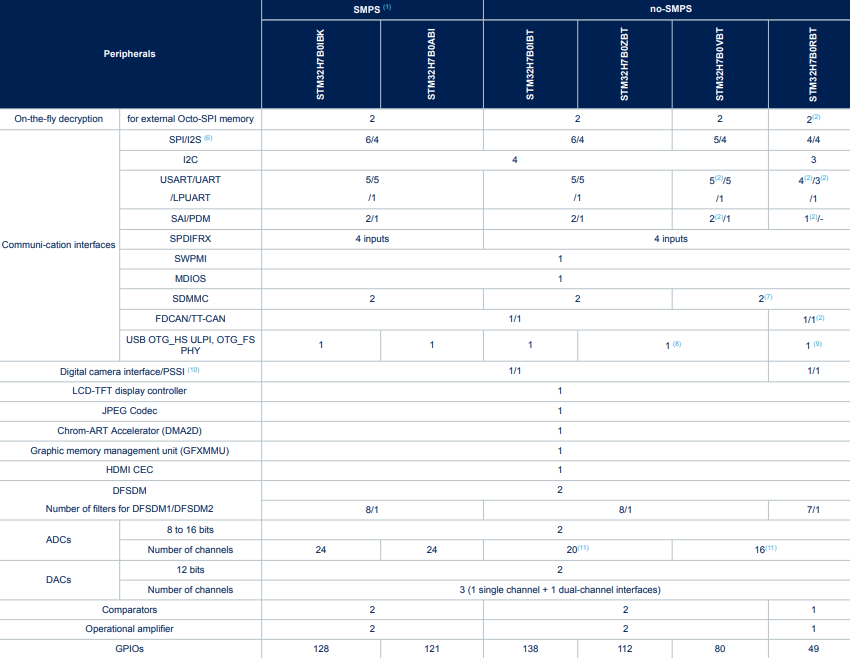 Peripherals
SMPS (1)
no-SMPS
STM32H7B0IBK
STM32H7B0ABI
STM32H7B0IBT
STM32H7B0ZBT
STM32H7B0VBT
STM32H7B0RBT
On-the-fly decryption for external Octo-SPI memory 2 2 2 2(2)
Communi-cation interfaces
SPI/I2S (6) 6/4 6/4 5/4 4/4
I2C 4 3
USART/UART 5/5 5/5 5(2)/5 4(2)/3(2)
/LPUART /1 /1 /1 /1
SAI/PDM 2/1 2/1 2(2)/1 1(2)/-
SPDIFRX 4 inputs 4 inputs
SWPMI 1
MDIOS 1
SDMMC 2 2 2(7)
FDCAN/TT-CAN 1/1 1/1(2)
USB OTG_HS ULPI, OTG_FS
PHY
1 1 1 1 (8) 1 (9)
Digital camera interface/PSSI (10) 1/1 1/1
LCD-TFT display controller 1
JPEG Codec 1
Chrom-ART Accelerator (DMA2D) 1
Graphic memory management unit (GFXMMU) 1
HDMI CEC 1
DFSDM 2
Number of filters for DFSDM1/DFSDM2 8/1 8/1 7/1
ADCs
8 to 16 bits 2
Number of channels 24 24 20(11) 16(11)
DACs
12 bits 2
Number of channels 3 (1 single channel + 1 dual-channel interfaces)
Comparators 2 2 1
Operational amplifier 2 2 1
GPIOs 128 121 138 112 80 49